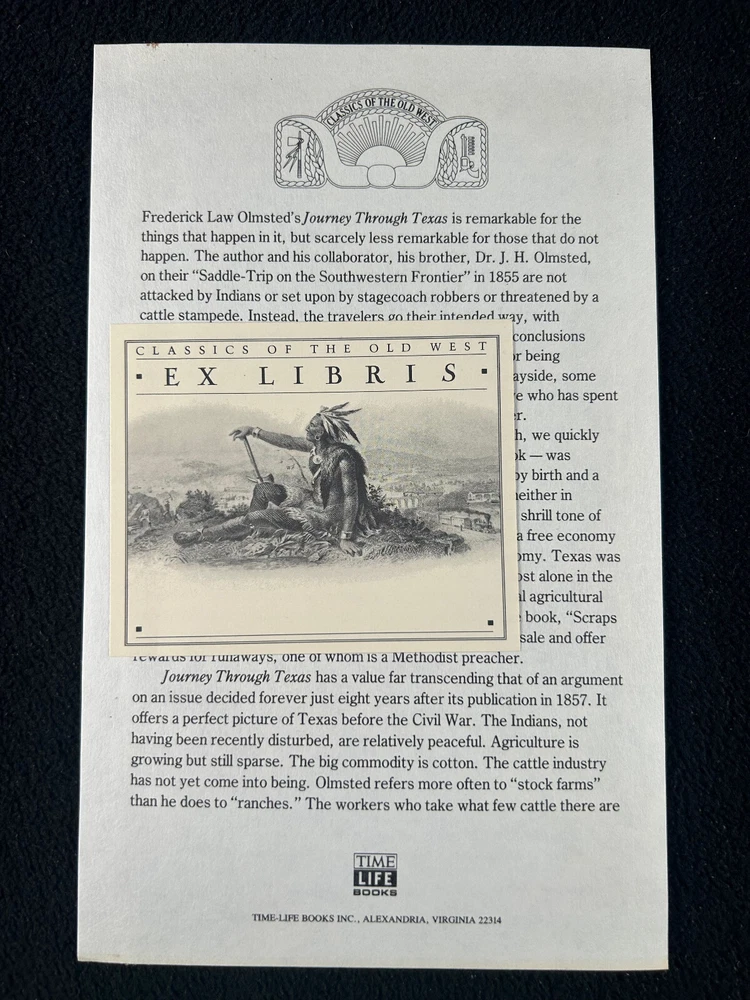 CLASSICS OF THE OLD WEST
Frederick Law Olmsted's Journey Through Texas is remarkable for the
things that happen in it, but scarcely less remarkable for those that do not
happen. The author and his collaborator, his brother, Dr. J. H. Olmsted,
on their “Saddle-Trip on the Southwestern Frontier” in 1855 are not
attacked by Indians or set upon by stagecoach robbers or threatened by a
cattle stampede. Instead, the travelers go their intended way, with
conclusions
or being
ayside, some
e who has spent
r.
h, we quickly
ok — was
by birth and a
neither in
shrill tone of
a free economy
omy. Texas was
ost alone in the
al agricultural
book, “Scraps
sale and offer
CLASSICS OF THE OLD WEST
EX LIBRIS
rewards for runaways, one of whom is a Methodist preacher.
Journey Through Texas has a value far transcending that of an argument
on an issue decided forever just eight years after its publication in 1857. It
offers a perfect picture of Texas before the Civil War. The Indians, not
having been recently disturbed, are relatively peaceful. Agriculture is
growing but still sparse. The big commodity is cotton. The cattle industry
has not yet come into being. Olmsted refers more often to “stock farms”
than he does to “ranches.” The workers who take what few cattle there are
TIME
LIFE
BOOKS
TIME-LIFE BOOKS INC., ALEXANDRIA, VIRGINIA 22314